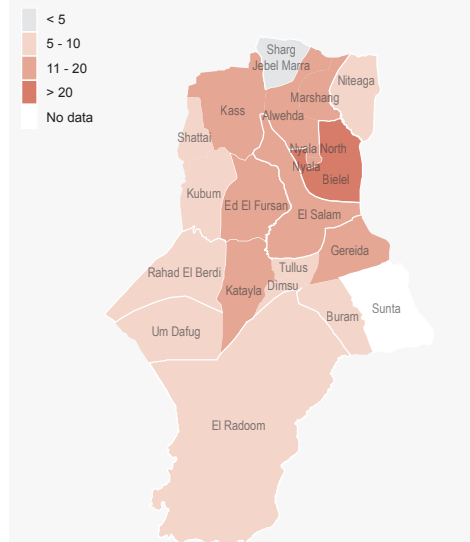 < 5
5 - 10
11 - 20
> 20
No data
Sharg
Jebel Marra
Niteaga
Marshang
Kass
Alwehda
Shattai
Nyala North
Nyala
Bielel
Kubum
Ed El Fursan
El Salam
Gereida
Rahad El Berdi
Tullus
Katayla
Dimsu
Sunta
Buram
Um Dafug
El Radoom